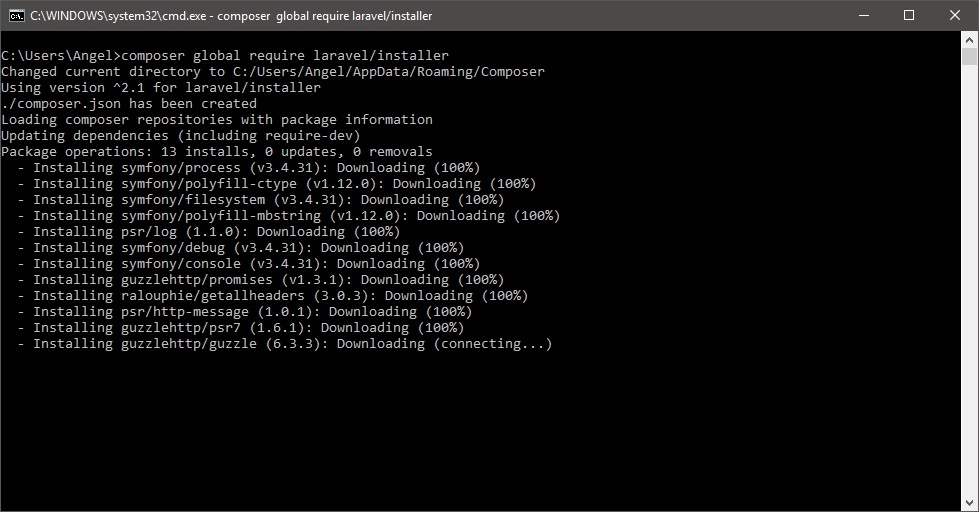 C:\WINDOWS\system32\cmd.exe - composer  global require laravel/installer
C:\Users\Angel>composer global require laravel/installer
Changed current directory to C:/Users/Angel/AppData/Roaming/Composer
Using version ^2.1 for laravel/installer
./composer.json has been created
Loading composer repositories with package information
Updating dependencies (including require-dev)
Package operations: 13 installs, 0 updates, 0 removals
  - Installing symfony/process (v3.4.31): Downloading (100%)
  - Installing symfony/polyfill-ctype (v1.12.0): Downloading (100%)
  - Installing symfony/filesystem (v3.4.31): Downloading (100%)
  - Installing symfony/polyfill-mbstring (v1.12.0): Downloading (100%)
  - Installing psr/log (1.1.0): Downloading (100%)
  - Installing symfony/debug (v3.4.31): Downloading (100%)
  - Installing symfony/console (v3.4.31): Downloading (100%)
  - Installing guzzlehttp/promises (v1.3.1): Downloading (100%)
  - Installing ralouphie/getallheaders (3.0.3): Downloading (100%)
  - Installing psr/http-message (1.0.1): Downloading (100%)
  - Installing guzzlehttp/psr7 (1.6.1): Downloading (100%)
  - Installing guzzlehttp/guzzle (6.3.3): Downloading (connecting...)